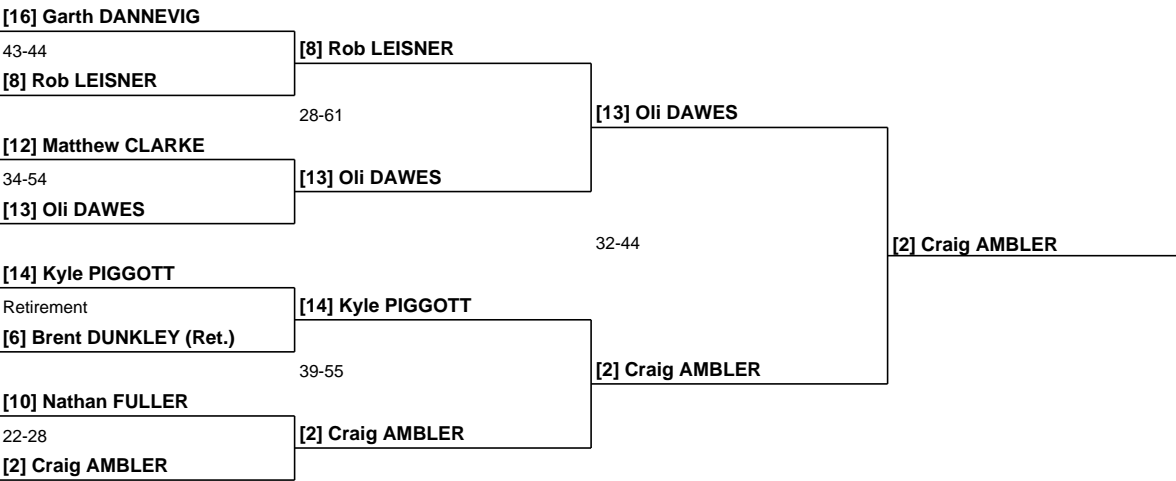 [16] Garth DANNEVIG
43-44
[8] Rob LEISNER
[8] Rob LEISNER
28-61
[12] Matthew CLARKE
34-54
[13] Oli DAWES
[13] Oli DAWES
[13] Oli DAWES
32-44
[14] Kyle PIGGOTT
Retirement
[6] Brent DUNKLEY (Ret.)
[14] Kyle PIGGOTT
39-55
[10] Nathan FULLER
22-28
[2] Craig AMBLER
[2] Craig AMBLER
[2] Craig AMBLER
[2] Craig AMBLER